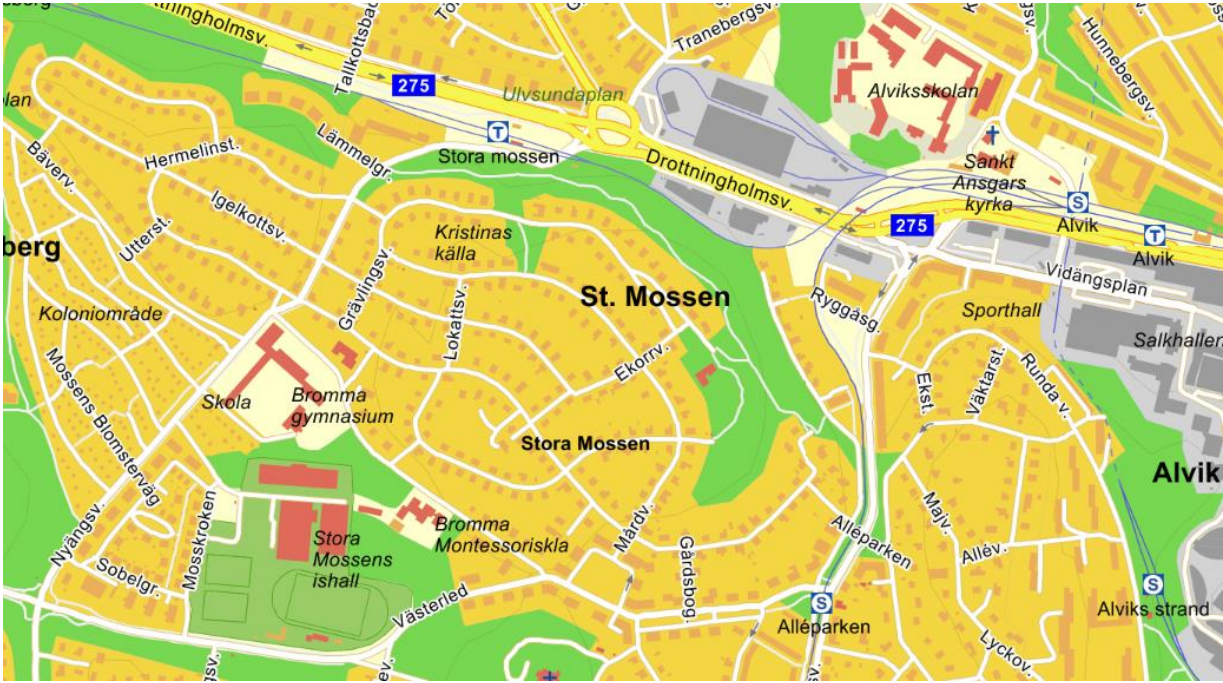 Drottningholmsv.
Tallkottsbac
Tranebergsv.
Hunnebergsv.
275
Ulvsundaplan
Alviksskolan
Stora mossen
Drottningholmsv.
Sankt
Ansgars
kyrka
Alvik
275
Alvik
Vidängsplan
Hermelinst.
Lämmelgr.
Bäverv.
Igelkottsv.
Utterst.
Grävlingsv.
Kristinas
källa
berg
Lokattsv.
St. Mossen
Ryggåsg.
Sporthall
Salkhallen
Koloniområde
Ekorrv.
Ekst.
Väktarst.
Runda v.
Skola
Bromma
gymnasium
Stora Mossen
Alvik
Mossens Blomsterväg
Nyängsv.
Mosskroken
Sobelgr.
Stora
Mossens
ishall
Bromma
Montessoriskla
Mårdv.
Gårdsbog.
Alléparken
Majv.
Allév.
Västerled
Alléparken
Alviks strand
Lyckov.